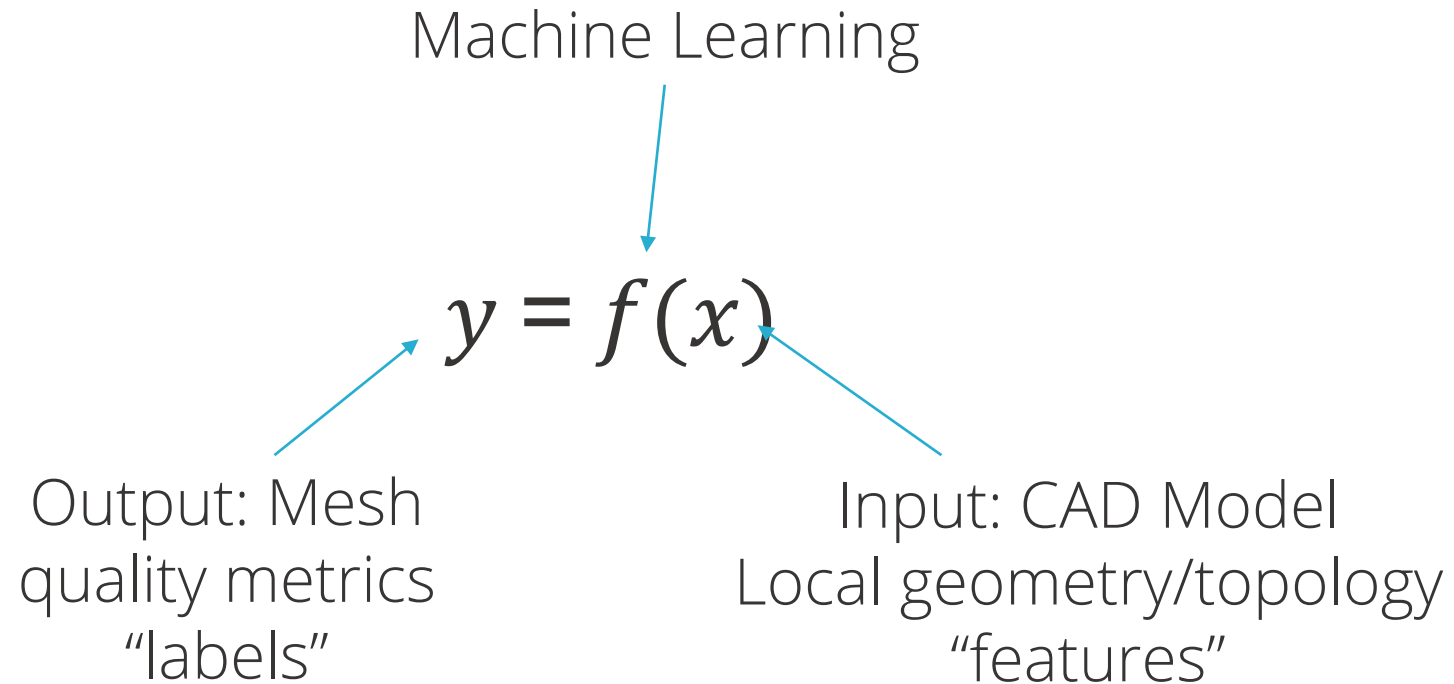 Machine Learning
y = f(x)
Output: Mesh
quality metrics
“labels”
Input: CAD Model
Local geometry/topology
“features”